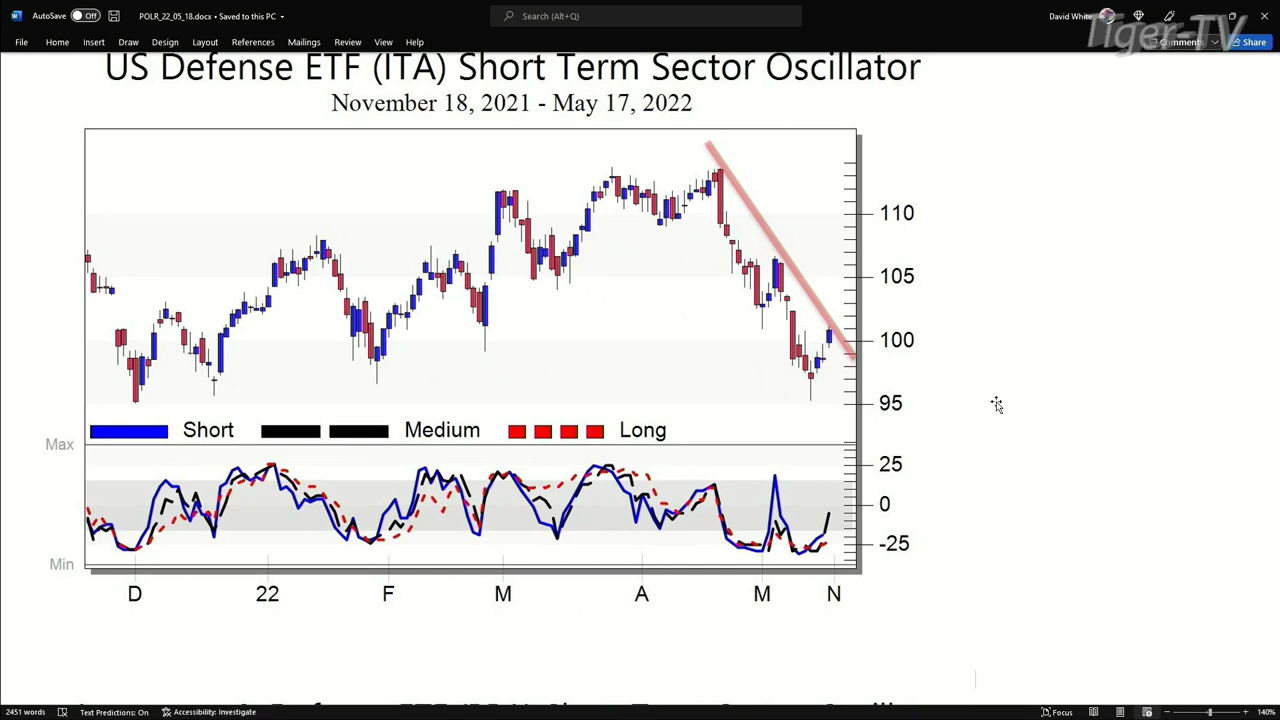 AutoSave Off POLR_22_05_18.docx • Saved to this PC Search (Alt+Q) David White
Tiger-TV
File Home Insert Draw Design Layout References Mailings Review View Help Comments Share
US Defense ETF (ITA) Short Term Sector Oscillator
November 18, 2021 - May 17, 2022
110
105
100
95
Short Medium Long
Max
25
0
-25
Min
D 22 F M A M N
2451 words Text Predictions: On Accessibility: Investigate Focus 140%